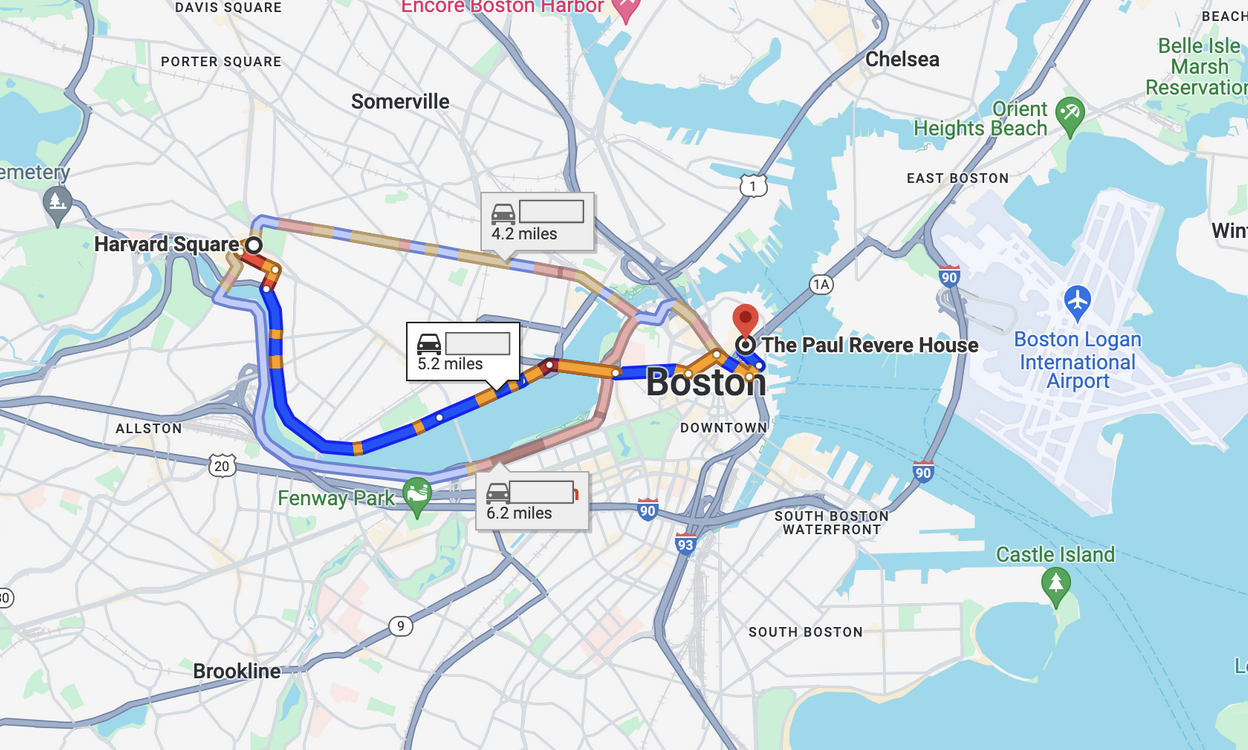 DAVIS SQUARE
Encore Boston Harbor
BEACH
PORTER SQUARE
Chelsea
Belle Isle
Marsh
Reservation
Somerville
Orient
Heights Beach
emetery
1
EAST BOSTON
Harvard Square
4.2 miles
Wint
90
1A
5.2 miles
The Paul Revere House
Boston Logan
International
Airport
Boston
ALLSTON
DOWNTOWN
20
90
Fenway Park
n
6.2 miles
90
SOUTH BOSTON
WATERFRONT
93
Castle Island
30
9
SOUTH BOSTON
Brookline
Lo